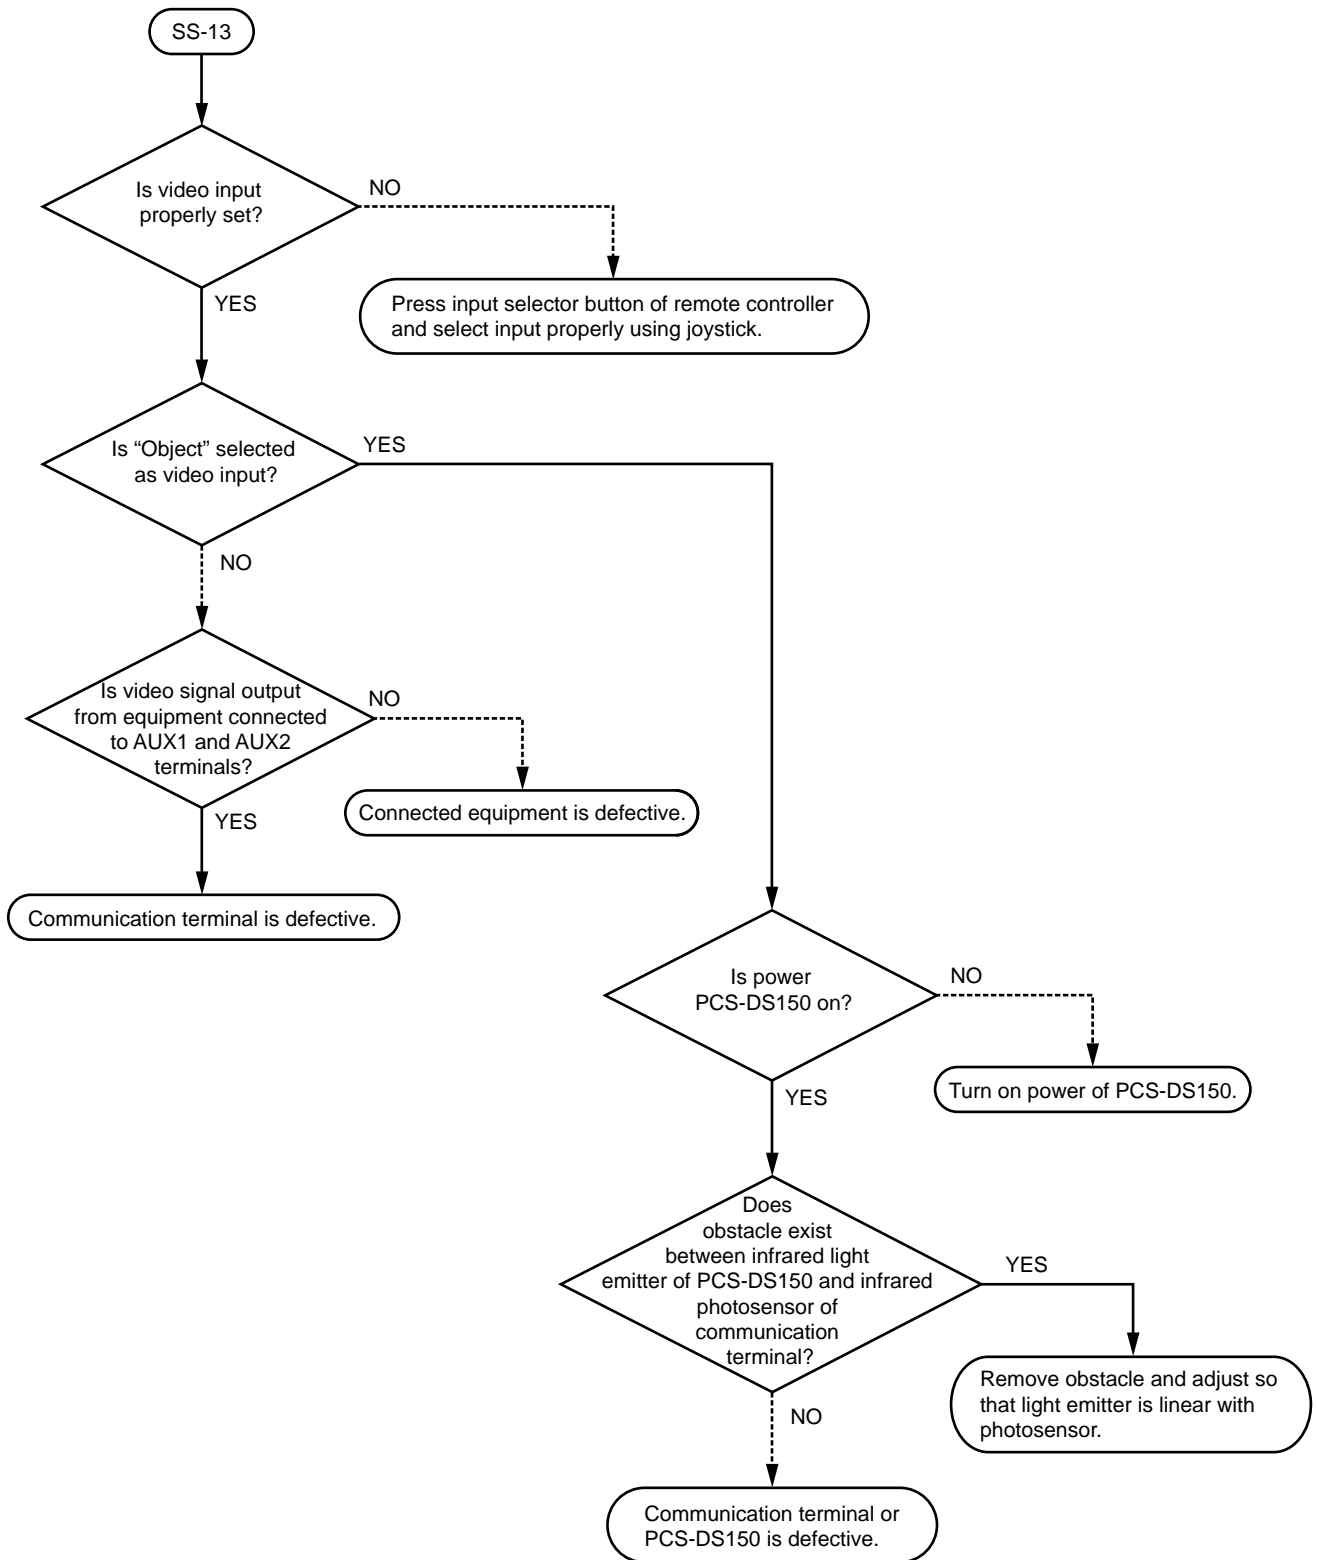 SS-13
Is video input
properly set?
NO
YES
Press input selector button of remote controller
and select input properly using joystick.
Is “Object” selected
as video input?
YES
NO
Is video signal output
from equipment connected
to AUX1 and AUX2
terminals?
NO
YES
Connected equipment is defective.
Communication terminal is defective.
Is power
PCS-DS150 on?
NO
YES
Turn on power of PCS-DS150.
Does
obstacle exist
between infrared light
emitter of PCS-DS150 and infrared
photosensor of
communication
terminal?
YES
NO
Remove obstacle and adjust so
that light emitter is linear with
photosensor.
Communication terminal or
PCS-DS150 is defective.